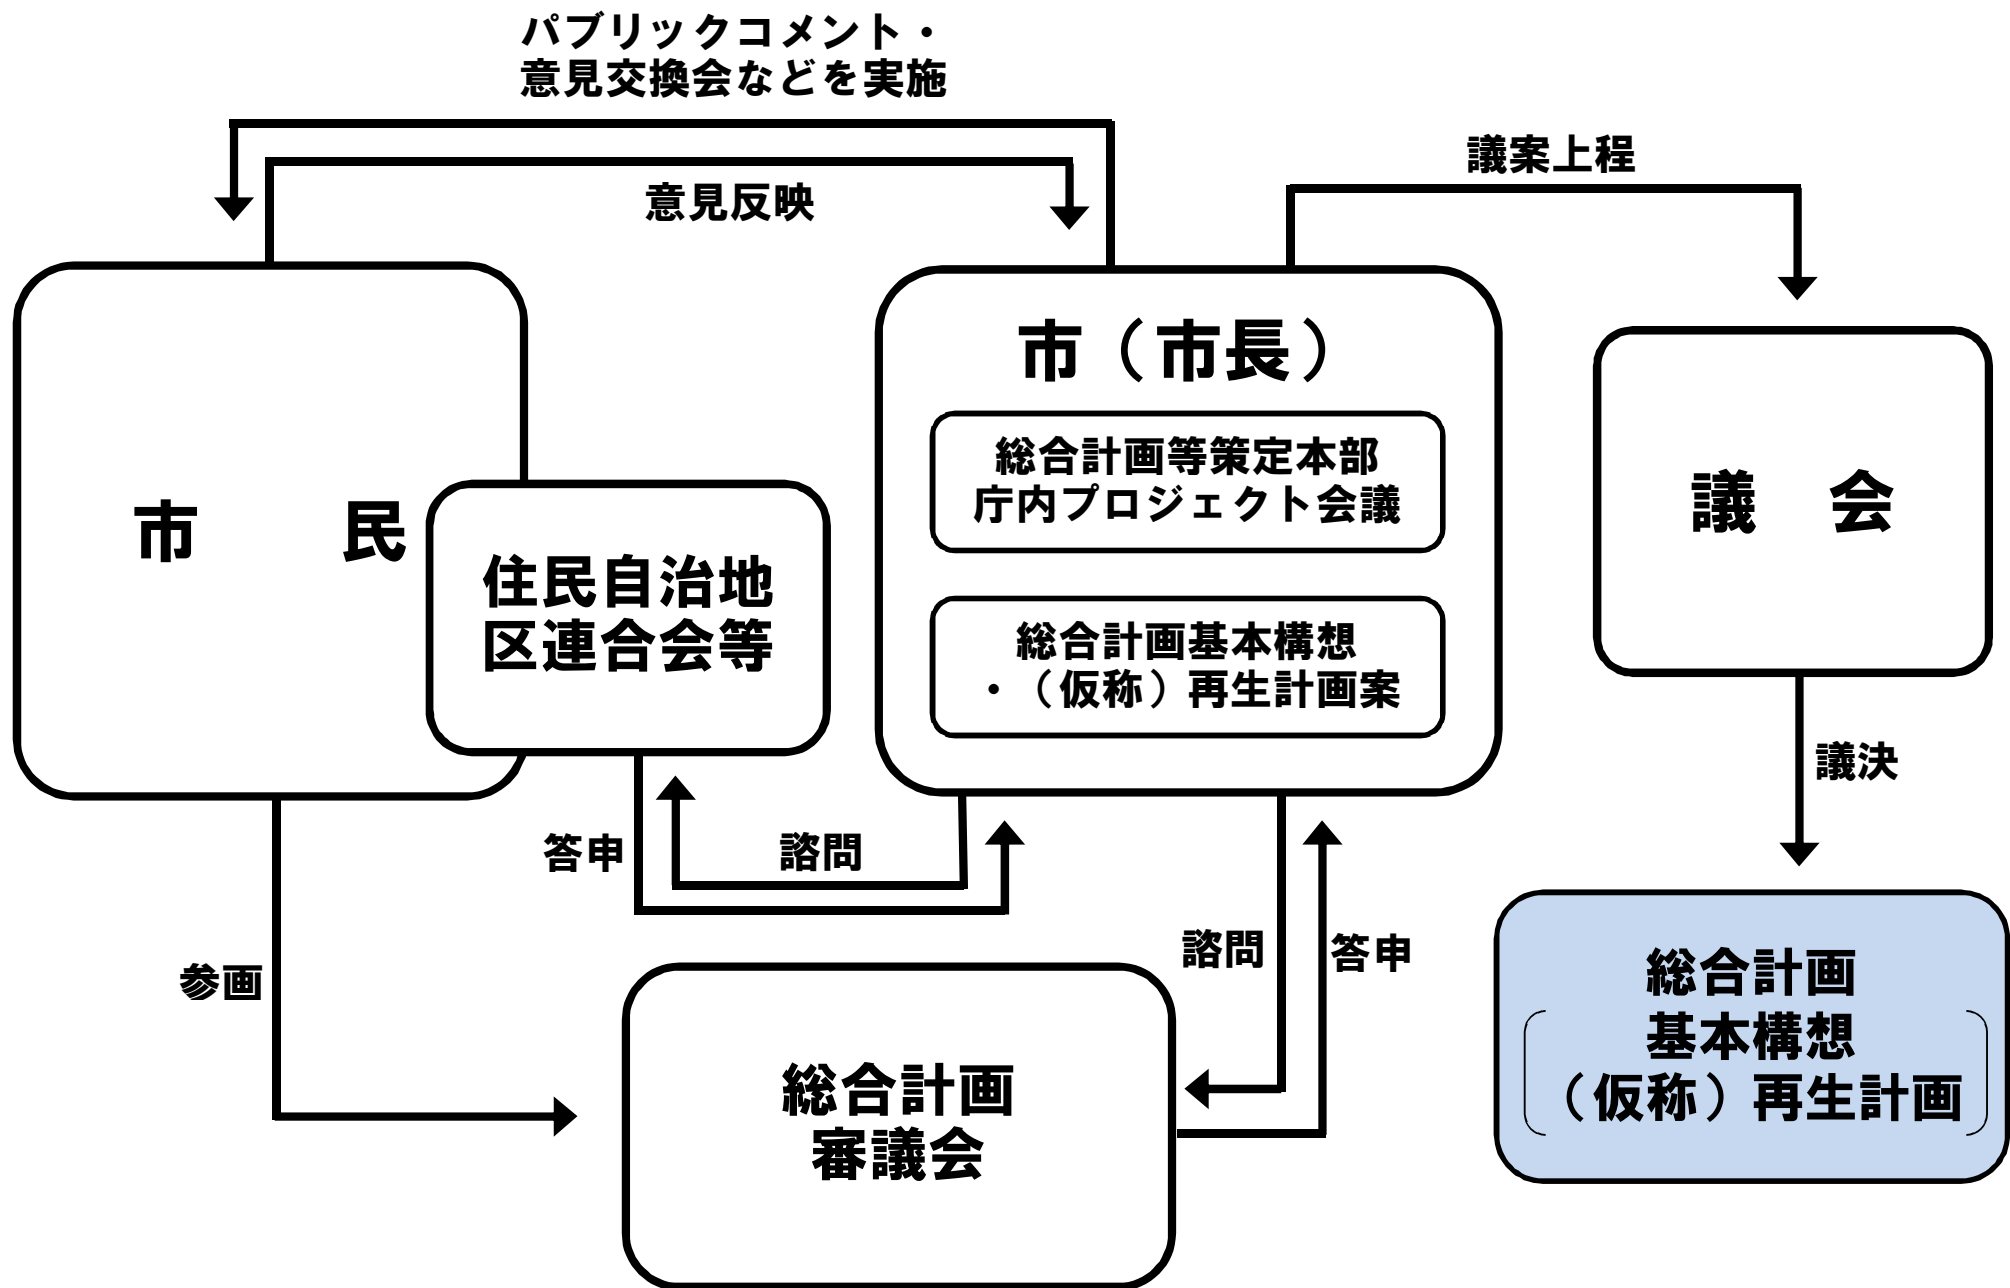 パブリックコメント・
意見交換会などを実施
意見反映
議案上程
市　民
住民自治地
区連合会等
市（市長）
総合計画等策定本部
庁内プロジェクト会議
総合計画基本構想
・（仮称）再生計画案
議　会
議決
答申
諮問
諮問
答申
参画
総合計画
審議会
総合計画
基本構想
（仮称）再生計画